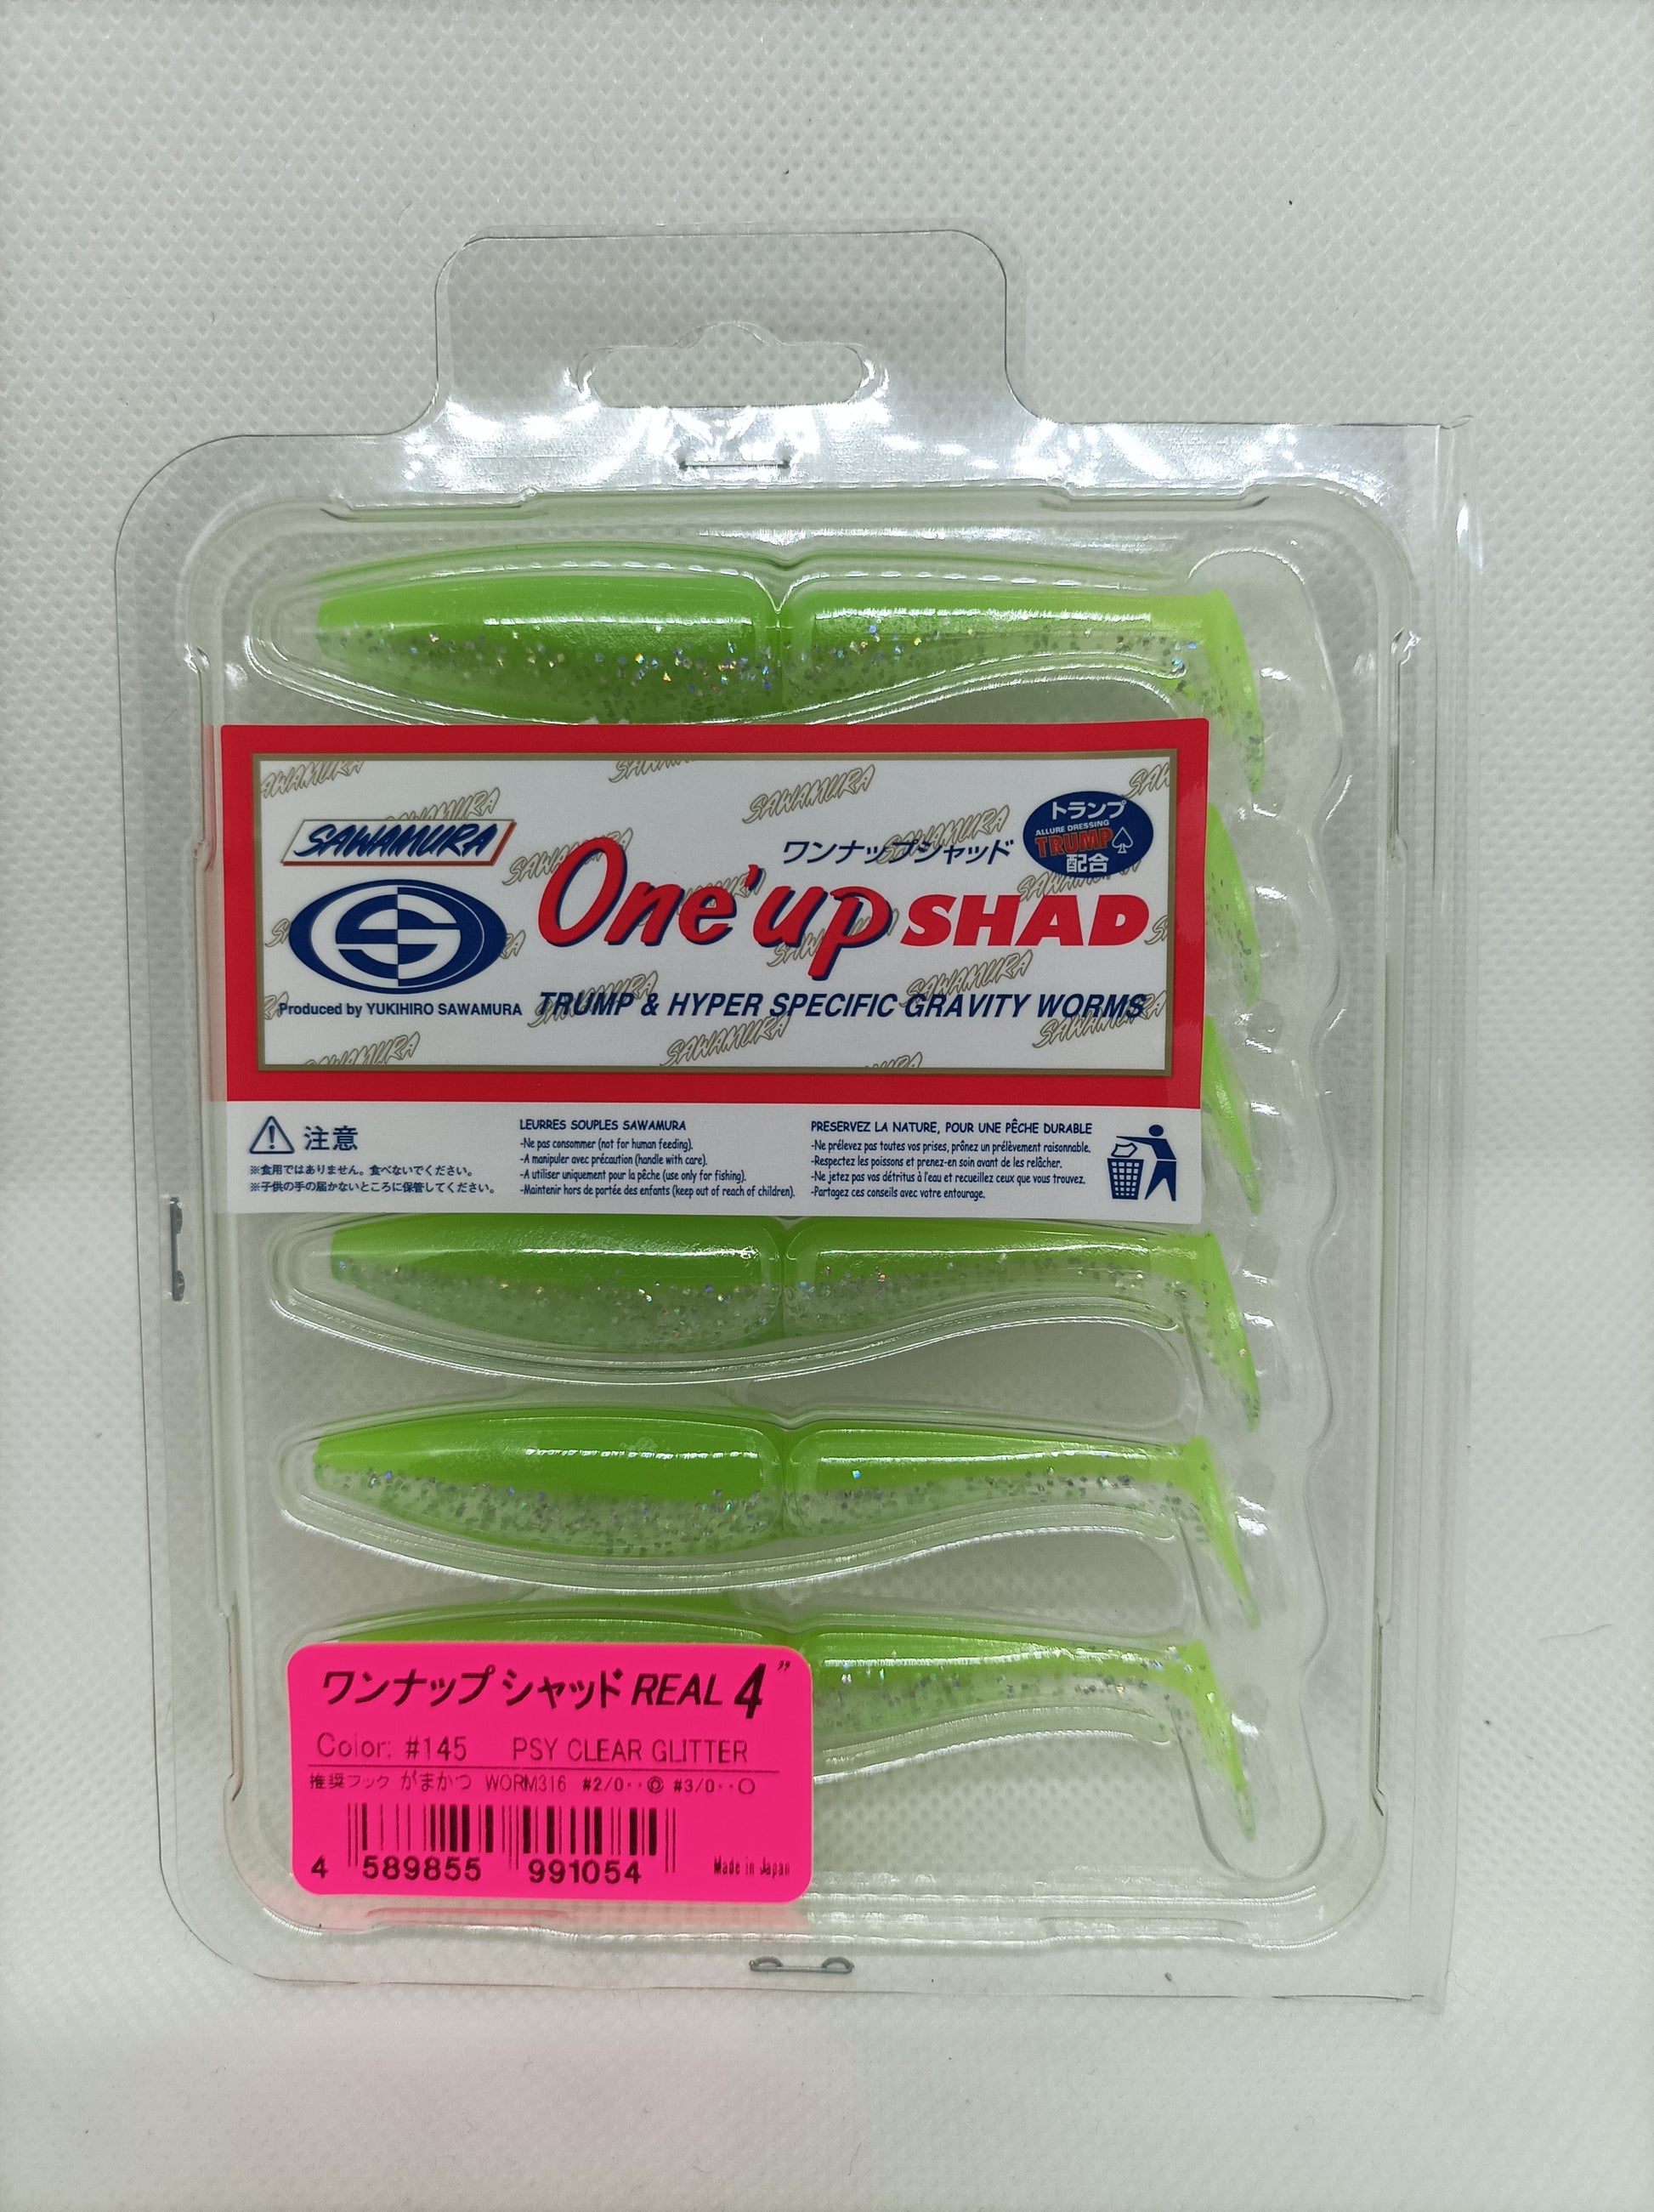 SAWAMURA
ワンナップシャッド
トランプ
ALLURE DRESSING
TRUMP
配合
One'up SHAD
Produced by YUKIHIRO SAWAMURA
TRUMP & HYPER SPECIFIC GRAVITY WORMS
注意
※食用ではありません。食べないでください。
※子供の手の届かないところに保管してください。
LEURRES SOUPLES SAWAMURA
-Ne pas consommer (not for human feeding).
-A manipuler avec précaution (handle with care).
-A utiliser uniquement pour la pêche (use only for fishing).
-Maintenir hors de portée des enfants (keep out of reach of children).
PRESERVEZ LA NATURE, POUR UNE PÊCHE DURABLE
-Ne prélevez pas toutes vos prises, prônez un prélèvement raisonnable.
-Respectez les poissons et prenez-en soin avant de les relâcher.
-Ne jetez pas vos détritus à l'eau et recueillez ceux que vous trouvez.
-Partagez ces conseils avec votre entourage.
ワンナップ シャッド REAL 4"
Color: #145 PSY CLEAR GLITTER
推奨フック がまかつ WORM316 #2/0··◎ #3/0··○
4 589855 991054
Made in Japan